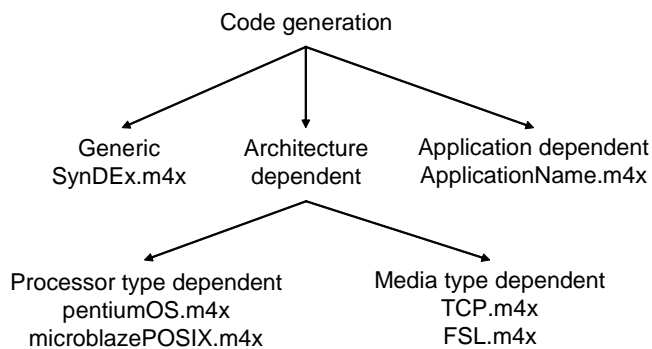 Code generation
Generic
SynDEx.m4x
Architecture
dependent
Application dependent
ApplicationName.m4x
Processor type dependent
pentiumOS.m4x
microblazePOSIX.m4x
Media type dependent
TCP.m4x
FSL.m4x